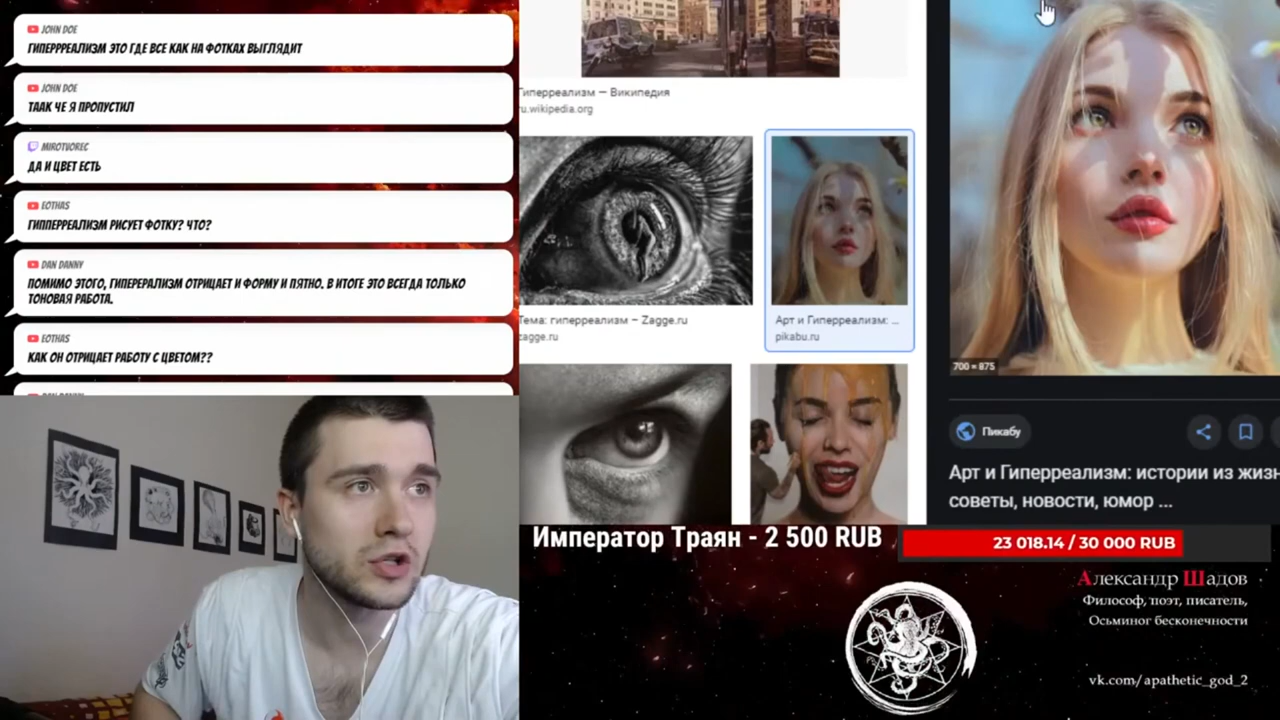 JOHN DOE
ГИПЕРРРЕАЛИЗМ ЭТО ГДЕ ВСЕ КАК НА ФОТКАХ ВЫГЛЯДИТ
JOHN DOE
ТААК ЧЕ Я ПРОПУСТИЛ
MIROTVOREC
ДА И ЦВЕТ ЕСТЬ
EOTHAS
ГИППЕРРЕАЛИЗМ РИСУЕТ ФОТКУ? ЧТО?
DAN DANNY
ПОМИМО ЭТОГО, ГИПЕРЕРАЛИЗМ ОТРИЦАЕТ И ФОРМУ И ПЯТНО. В ИТОГЕ ЭТО ВСЕГДА ТОЛЬКО
ТОНОВАЯ РАБОТА.
EOTHAS
КАК ОН ОТРИЦАЕТ РАБОТУ С ЦВЕТОМ??
Гиперреализм — Википедия
ru.wikipedia.org
Тема: гиперреализм – Zagge.ru
zagge.ru
Арт и Гиперреализм: ...
pikabu.ru
700 × 875
Пикабу
Арт и Гиперреализм: истории из жизн
советы, новости, юмор ...
Император Траян - 2 500 RUB
23 018.14 / 30 000 RUB
Александр Шадов
Философ, поэт, писатель,
Осьминог бесконечности
vk.com/apathetic_god_2